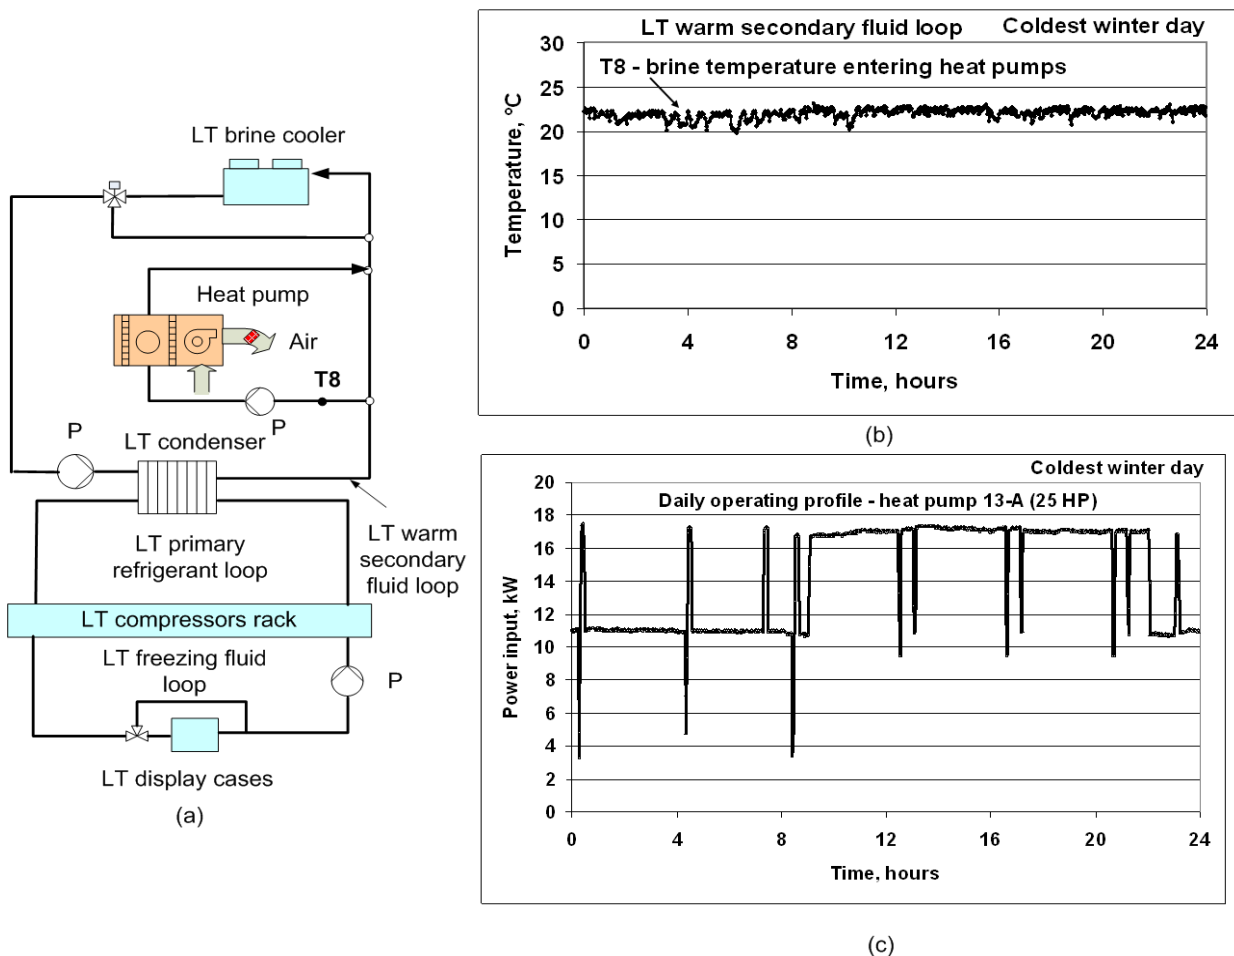 LT brine cooler
Heat pump
Air
T8
P
P
LT condenser
LT warm
secondary
fluid loop
LT primary
refrigerant loop
LT compressors rack
LT freezing fluid
loop
P
LT display cases
(a)
LT warm secondary fluid loop
Coldest winter day
T8 - brine temperature entering heat pumps
Temperature, °C
30
25
20
15
10
5
0
0 4 8 12 16 20 24
Time, hours
(b)
Coldest winter day
Daily operating profile - heat pump 13-A (25 HP)
Power input, kW
20
18
16
14
12
10
8
6
4
2
0
0 4 8 12 16 20 24
Time, hours
(c)